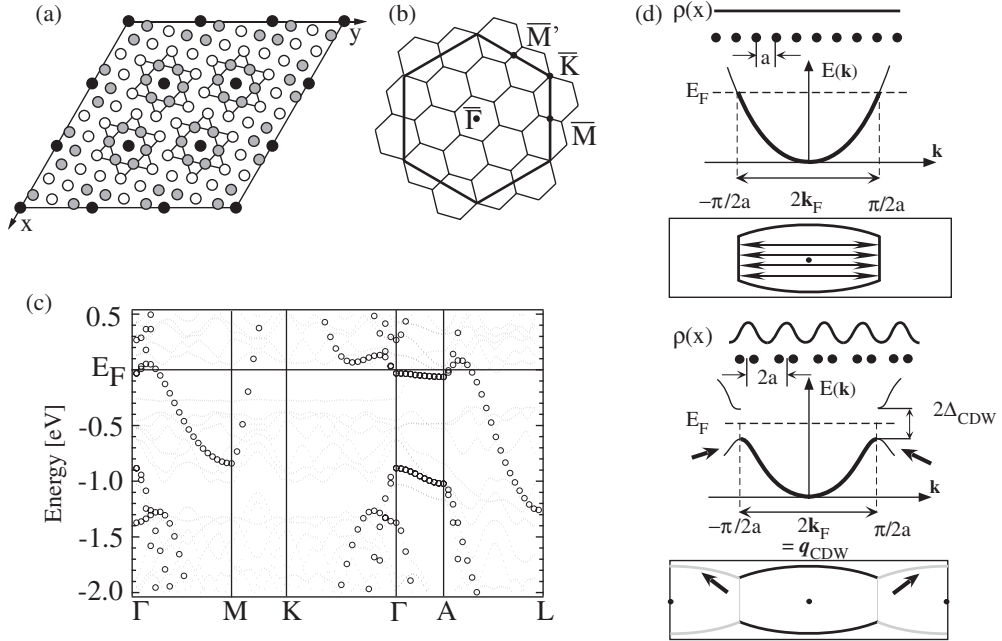 (a)
y
x
(b)
M̅'
K̅
Γ̅
M̅
(c)
0.5
E_F
-0.5
-1.0
-1.5
-2.0
Energy [eV]
Γ M K Γ A L
(d)
ρ(x)
a
E(k)
E_F
k
−π/2a 2k_F π/2a
ρ(x)
2a
E(k)
E_F
2Δ_CDW
k
−π/2a 2k_F π/2a
= q_CDW